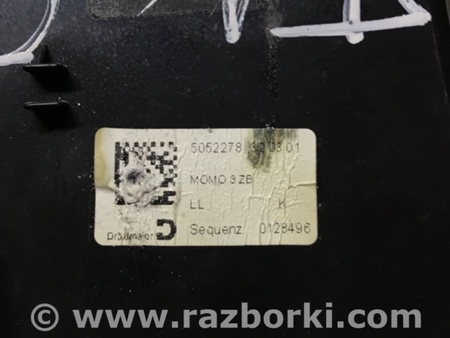 5052278 32 03 01
MOMO 3 ZB
LL K
Sequenz 0128496
Dräxlmaier D
© www.razborki.com